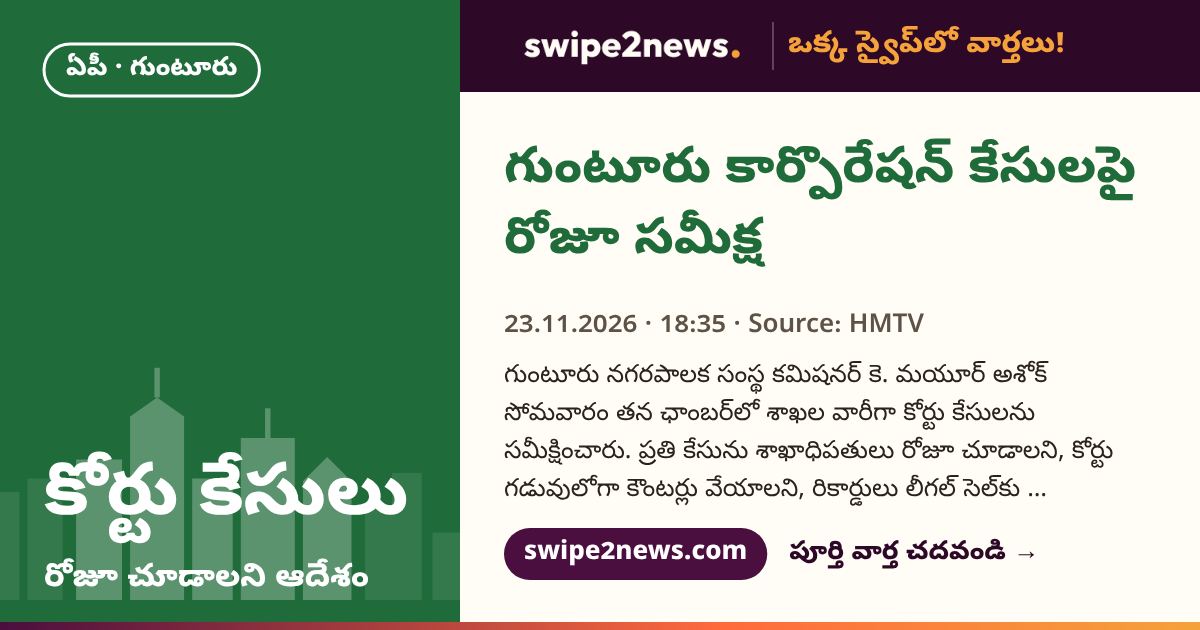 ఏపీ · గుంటూరు
కోర్టు కేసులు
రోజూ చూడాలని ఆదేశం
swipe2news.
ఒక్క స్వైప్‌లో వార్తలు!
గుంటూరు కార్పొరేషన్ కేసులపై
రోజూ సమీక్ష
23.11.2026 · 18:35 · Source: HMTV
గుంటూరు నగరపాలక సంస్థ కమిషనర్ కె. మయూర్ అశోక్
సోమవారం తన ఛాంబర్‌లో శాఖల వారీగా కోర్టు కేసులను
సమీక్షించారు. ప్రతి కేసును శాఖాధిపతులు రోజూ చూడాలని, కోర్టు
గడువులోగా కౌంటర్లు వేయాలని, రికార్డులు లీగల్ సెల్‌కు ...
swipe2news.com
పూర్తి వార్త చదవండి →